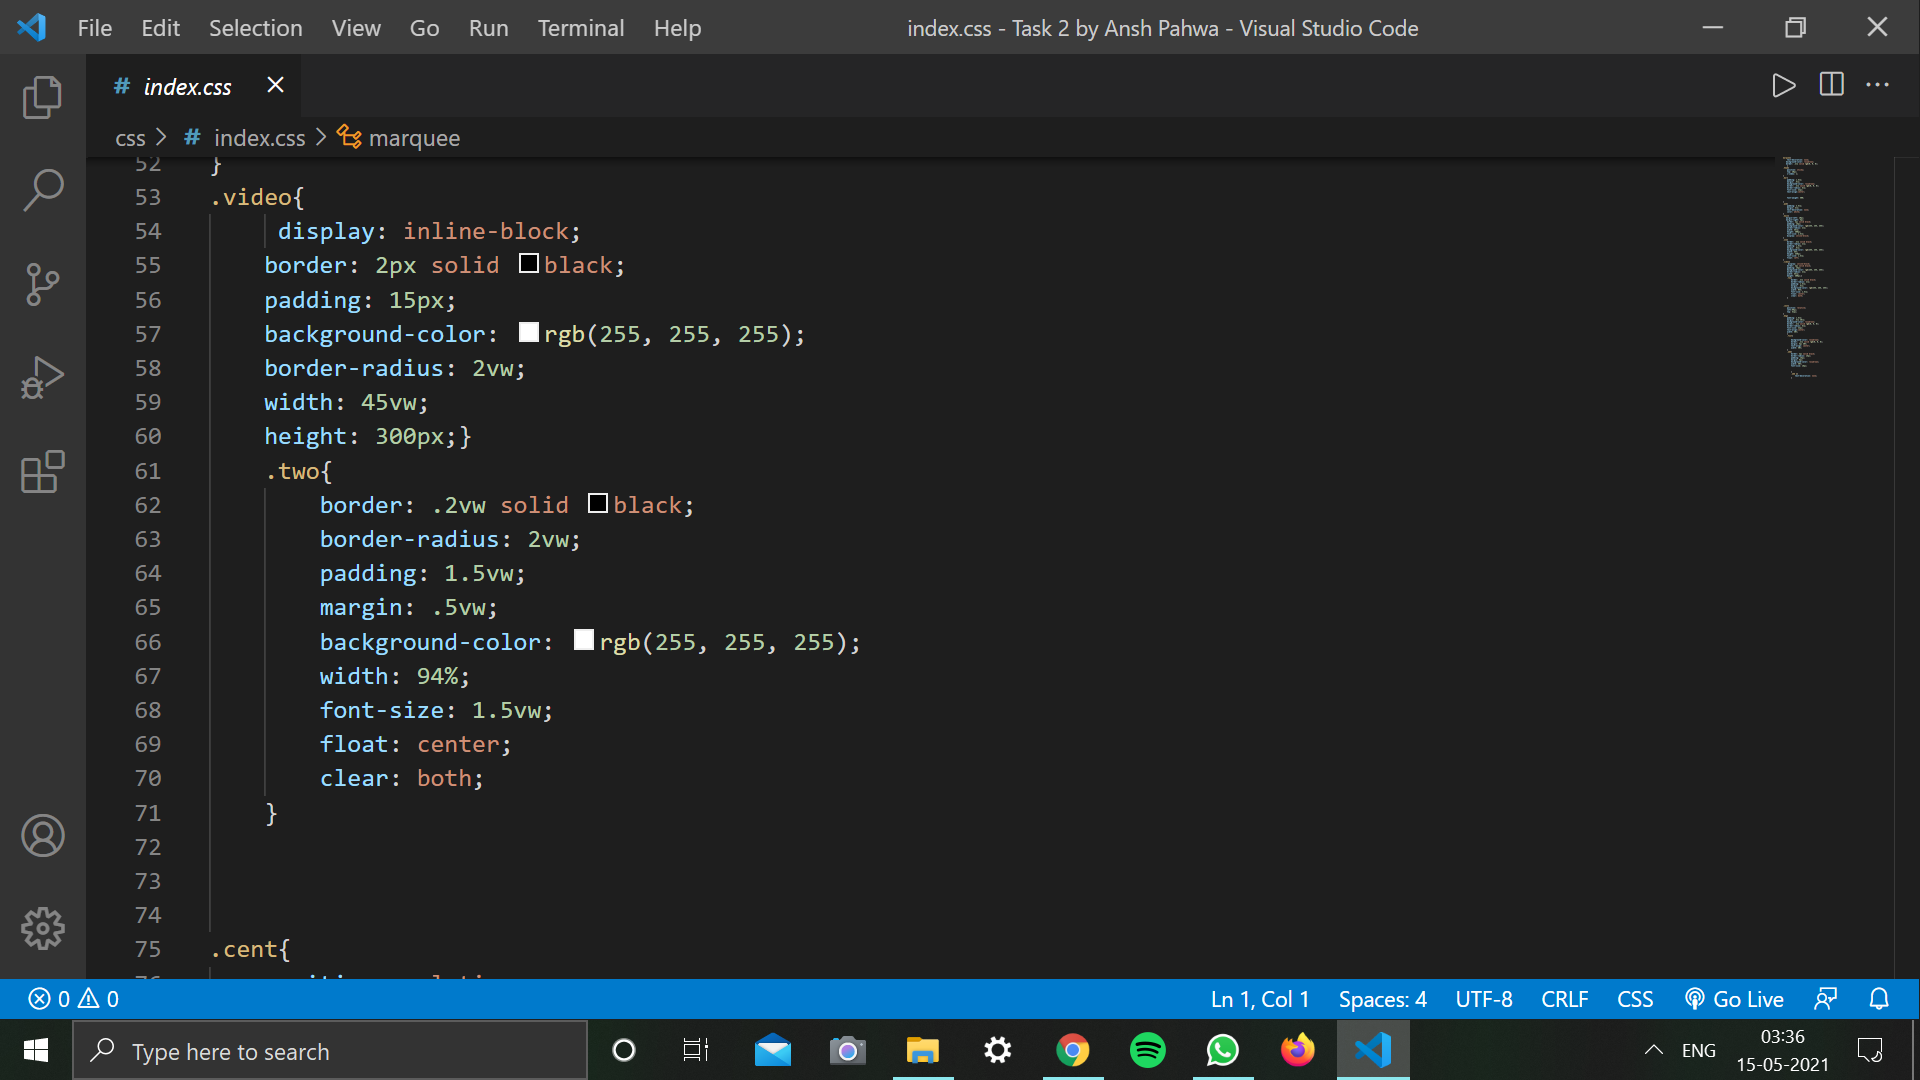 File Edit Selection View Go Run Terminal Help index.css - Task 2 by Ansh Pahwa - Visual Studio Code
# index.css
css > # index.css > marquee
52 }
53 .video{
54 display: inline-block;
55 border: 2px solid black;
56 padding: 15px;
57 background-color: rgb(255, 255, 255);
58 border-radius: 2vw;
59 width: 45vw;
60 height: 300px;}
61 .two{
62 border: .2vw solid black;
63 border-radius: 2vw;
64 padding: 1.5vw;
65 margin: .5vw;
66 background-color: rgb(255, 255, 255);
67 width: 94%;
68 font-size: 1.5vw;
69 float: center;
70 clear: both;
71 }
72
73
74
75 .cent{
0 0 Ln 1, Col 1 Spaces: 4 UTF-8 CRLF CSS Go Live
Type here to search
ENG
03:36
15-05-2021